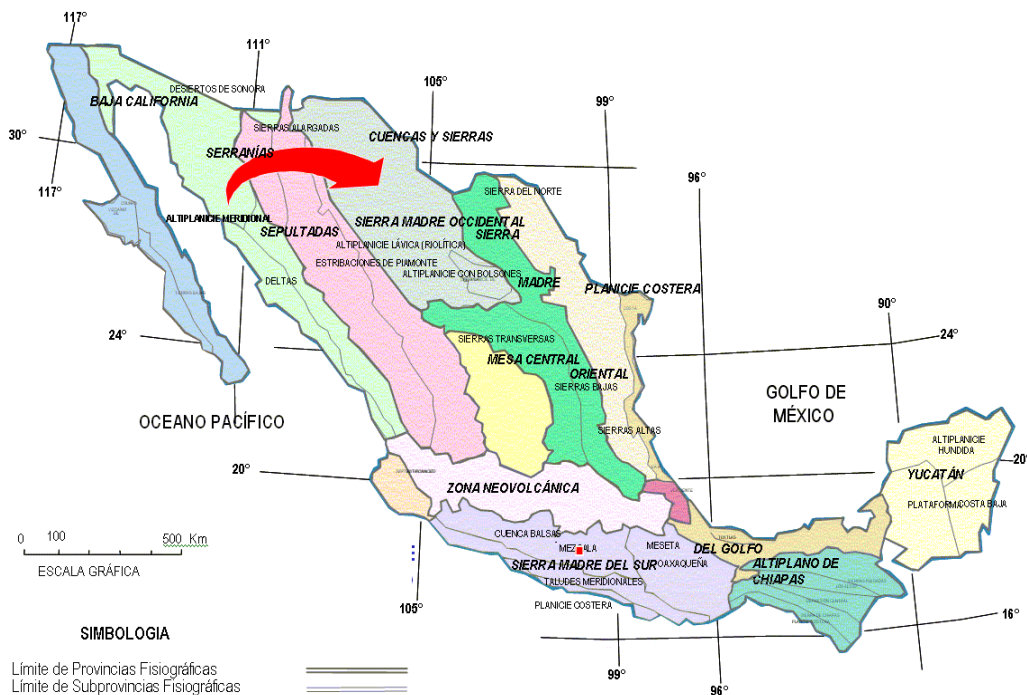 117°
111°
105°
99°
96°
90°
30°
117°
24°
24°
20°
20°
16°
105°
99°
96°
DESIERTOS DE SONORA
BAJA CALIFORNIA
SIERRAS ALARGADAS
CUENCAS Y SIERRAS
SERRANÍAS
SIERRA DEL NORTE
ALTIPLANICIE MERIDIONAL
SEPULTADAS
SIERRA MADRE OCCIDENTAL
SIERRA
ALTIPLANICIE LÁVICA (RIOLÍTICA)
ESTRIBACIONES DE PIAMONTE
ALTIPLANICIE CON BOLSONES
DELTAS
MADRE
PLANICIE COSTERA
SIERRAS TRANSVERSAS
MESA CENTRAL
ORIENTAL
SIERRAS BAJAS
GOLFO DE
MÉXICO
OCEANO PACÍFICO
SIERRAS ALTAS
ALTIPLANICIE
HUNDIDA
YUCATÁN
PLATAFORMA
COSTA BAJA
ZONA NEOVOLCÁNICA
CUENCA BALSAS
MEZCALA
MESETA
OAXAQUEÑA
DEL GOLFO
SIERRA MADRE DEL SUR
ALTIPLANO DE
CHIAPAS
TALUDES MERIDIONALES
PLANICIE COSTERA
0 100 500 Km
ESCALA GRÁFICA
SIMBOLOGIA
Límite de Provincias Fisiográficas
Límite de Subprovincias Fisiográficas